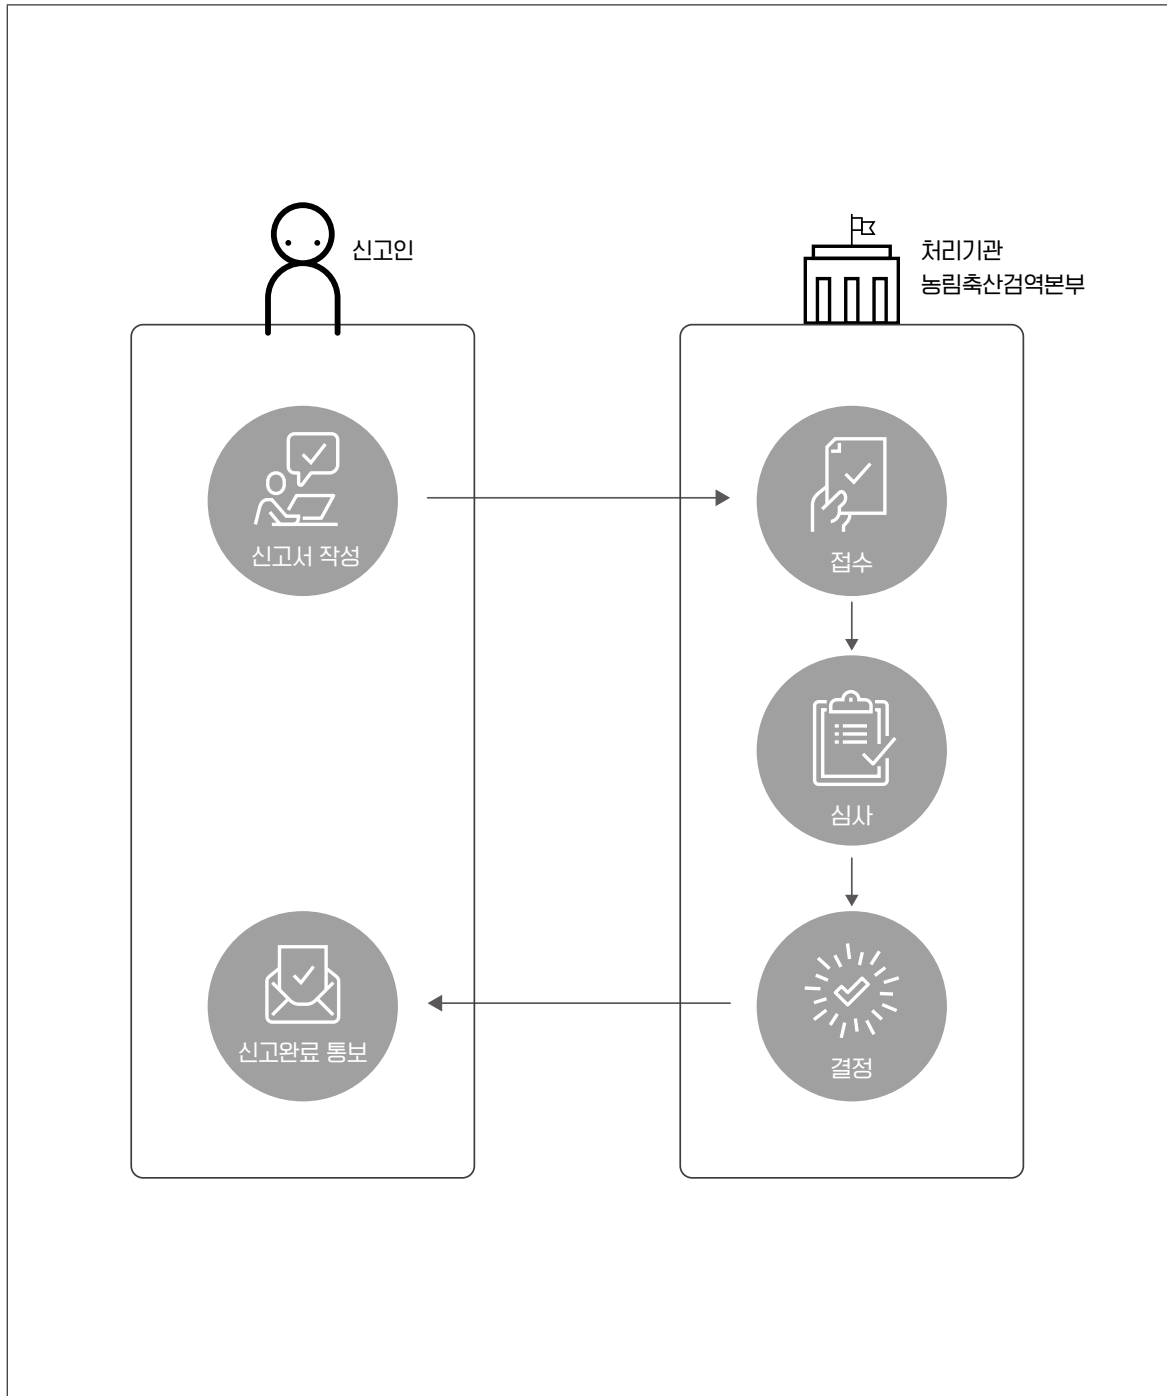 신고인
처리기관
농림축산검역본부
신고서 작성
접수
심사
결정
신고완료 통보